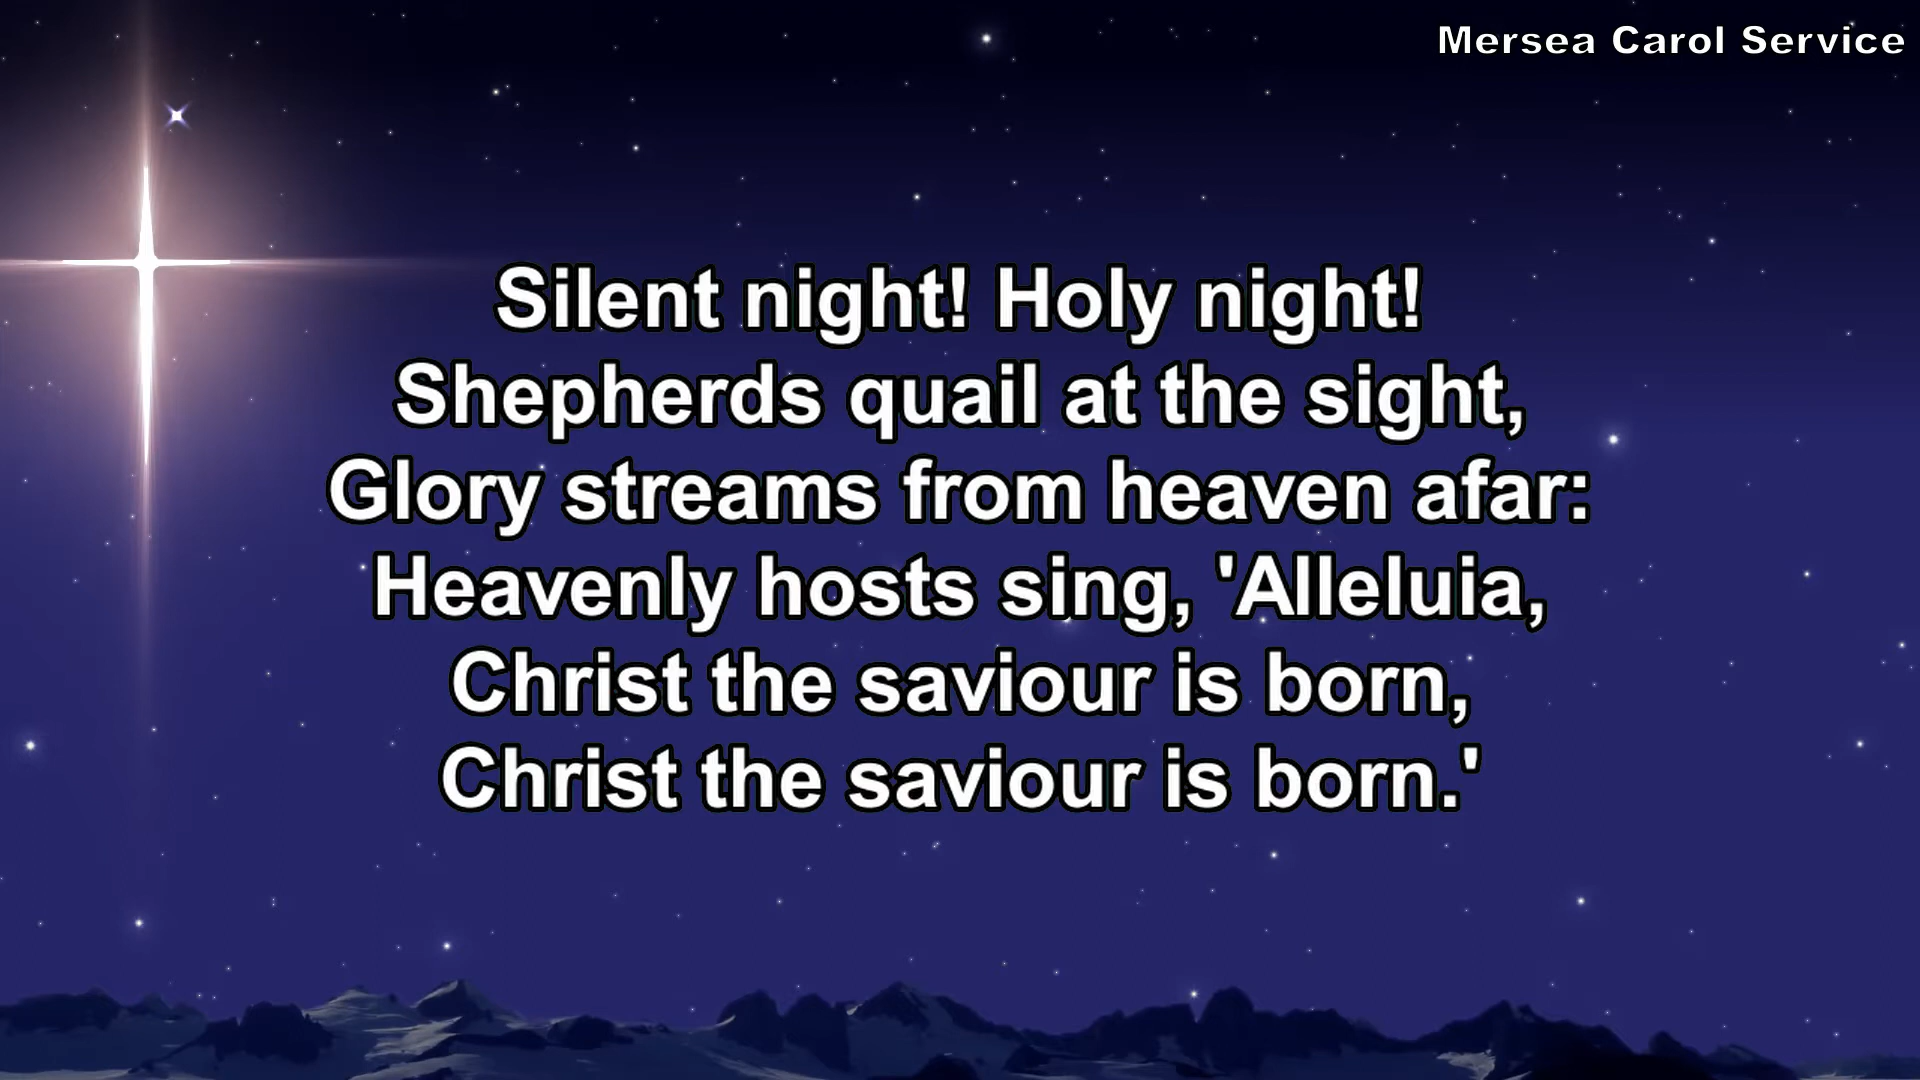 Mersea Carol Service
Silent night! Holy night!
Shepherds quail at the sight,
Glory streams from heaven afar:
Heavenly hosts sing, 'Alleluia,
Christ the saviour is born,
Christ the saviour is born.'